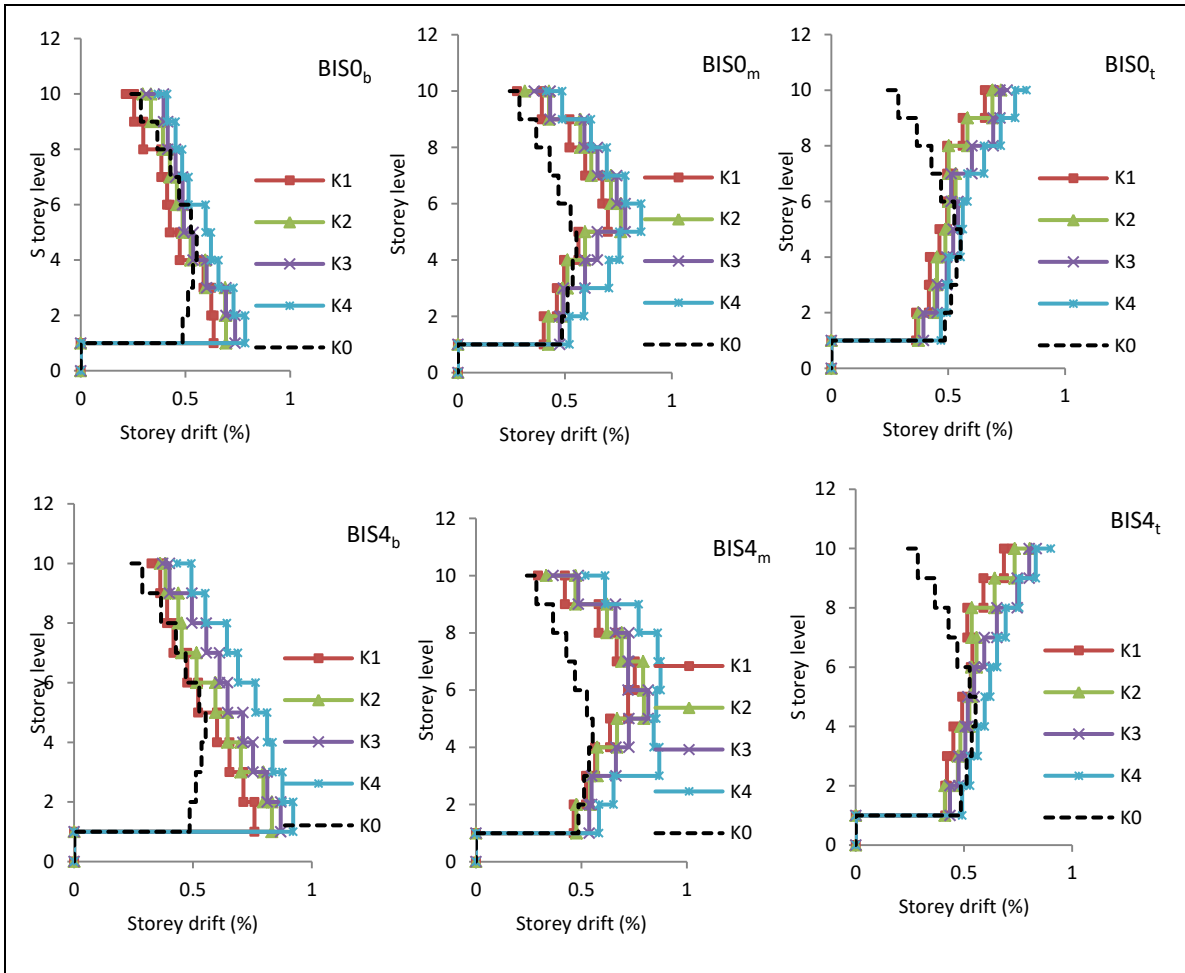 BIS0b
S torey level
12
10
8
6
4
2
0
0 0.5 1
Storey drift (%)
K1
K2
K3
K4
K0
BIS0m
Storey level
12
10
8
6
4
2
0
0 0.5 1
Storey drift (%)
K1
K2
K3
K4
K0
BIS0t
Storey level
12
10
8
6
4
2
0
0 0.5 1
Storey drift (%)
K1
K2
K3
K4
K0
BIS4b
Storey level
12
10
8
6
4
2
0
0 0.5 1
Storey drift (%)
K1
K2
K3
K4
K0
BIS4m
Storey level
12
10
8
6
4
2
0
0 0.5 1
Storey drift (%)
K1
K2
K3
K4
K0
BIS4t
S torey level
12
10
8
6
4
2
0
0 0.5 1
Storey drift (%)
K1
K2
K3
K4
K0